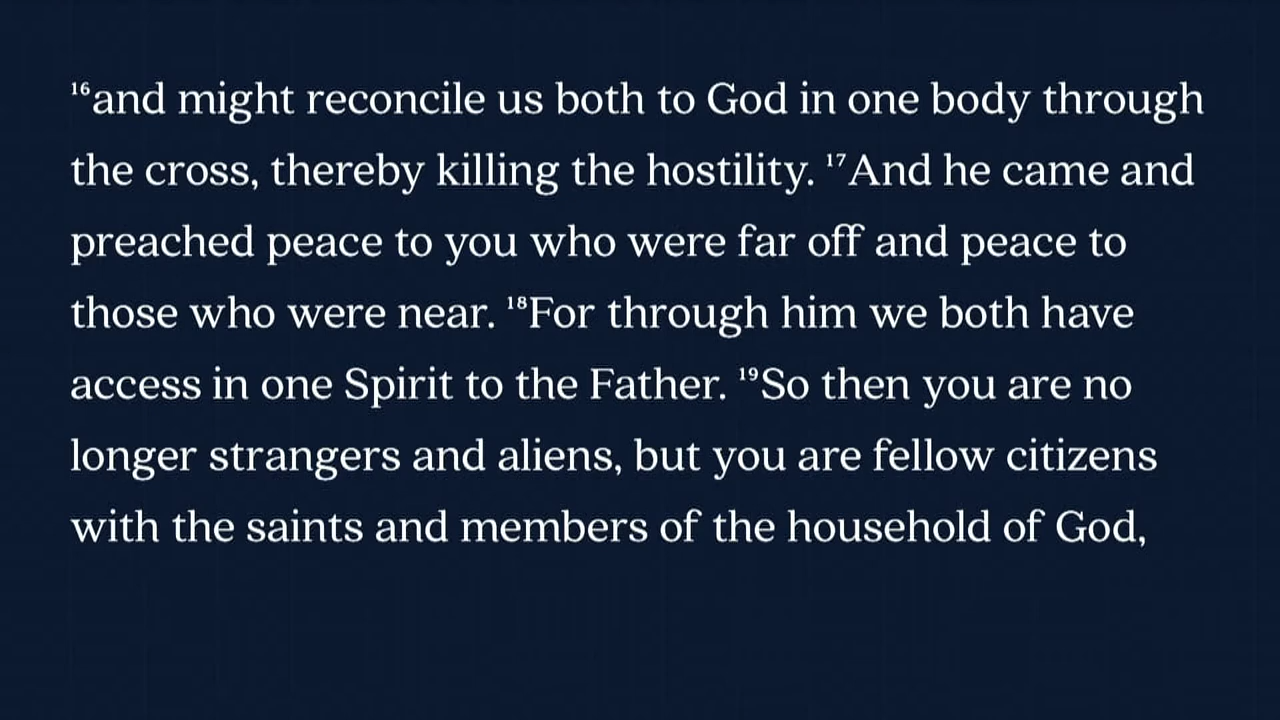 ¹⁶and might reconcile us both to God in one body through
the cross, thereby killing the hostility. ¹⁷And he came and
preached peace to you who were far off and peace to
those who were near. ¹⁸For through him we both have
access in one Spirit to the Father. ¹⁹So then you are no
longer strangers and aliens, but you are fellow citizens
with the saints and members of the household of God,